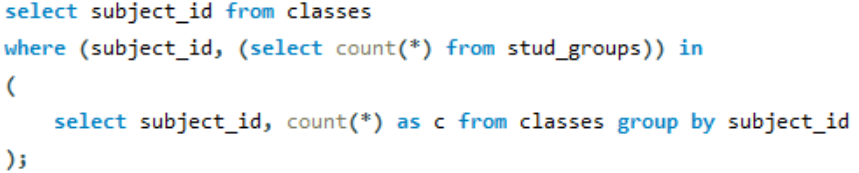 select subject_id from classes
where (subject_id, (select count(*) from stud_groups)) in
(
    select subject_id, count(*) as c from classes group by subject_id
);